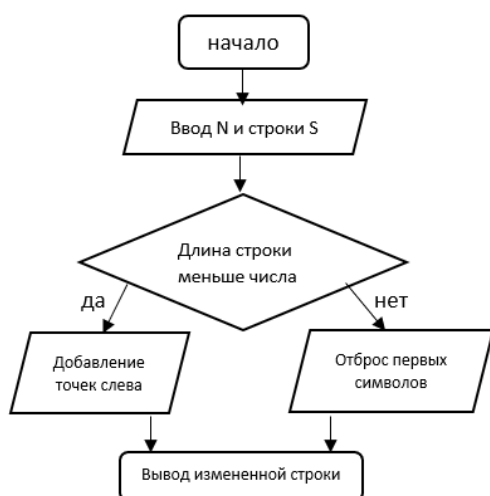 начало
Ввод N и строки S
Длина строки
меньше числа
да
нет
Добавление
точек слева
Отброс первых
символов
Вывод измененной строки